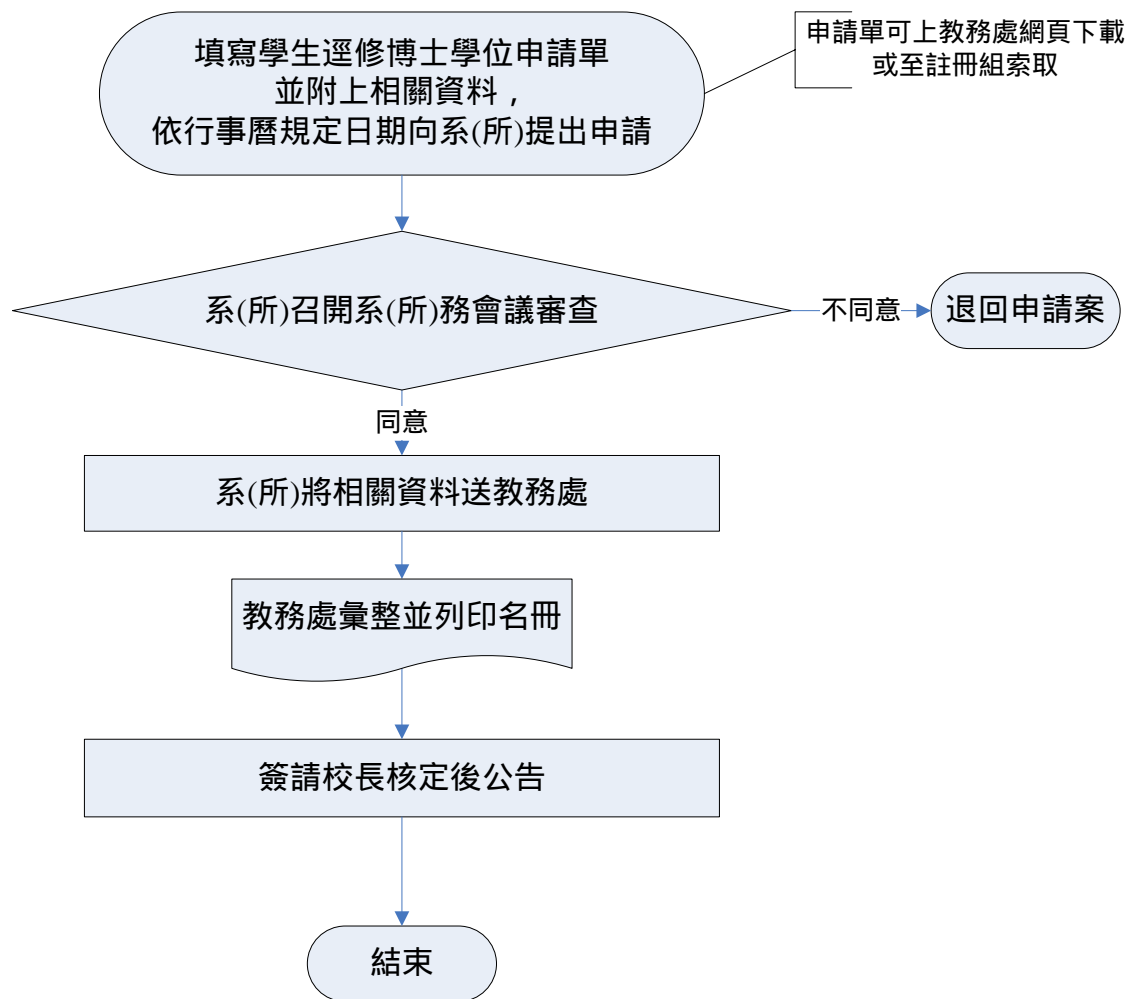 填寫學生逕修博士學位申請單
並附上相關資料，
依行事曆規定日期向系(所)提出申請
申請單可上教務處網頁下載
或至註冊組索取
系(所)召開系(所)務會議審查
不同意
退回申請案
同意
系(所)將相關資料送教務處
教務處彙整並列印名冊
簽請校長核定後公告
結束